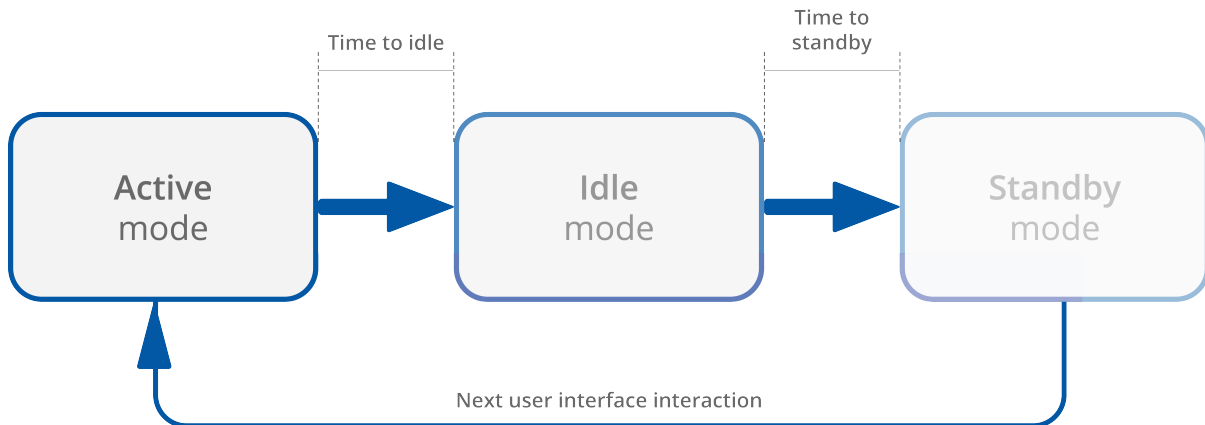 Time to idle
Time to
standby
Active
mode
Idle
mode
Standby
mode
Next user interface interaction